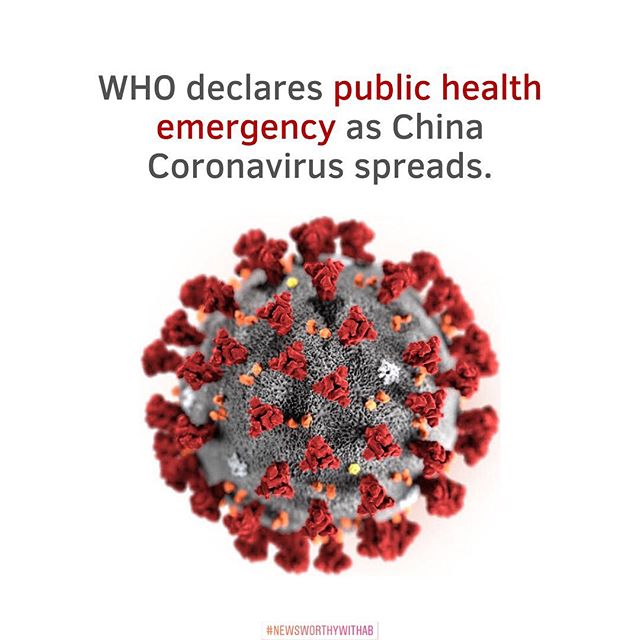 WHO declares public health
emergency as China
Coronavirus spreads.
#NEWSWORTHYWITHAB